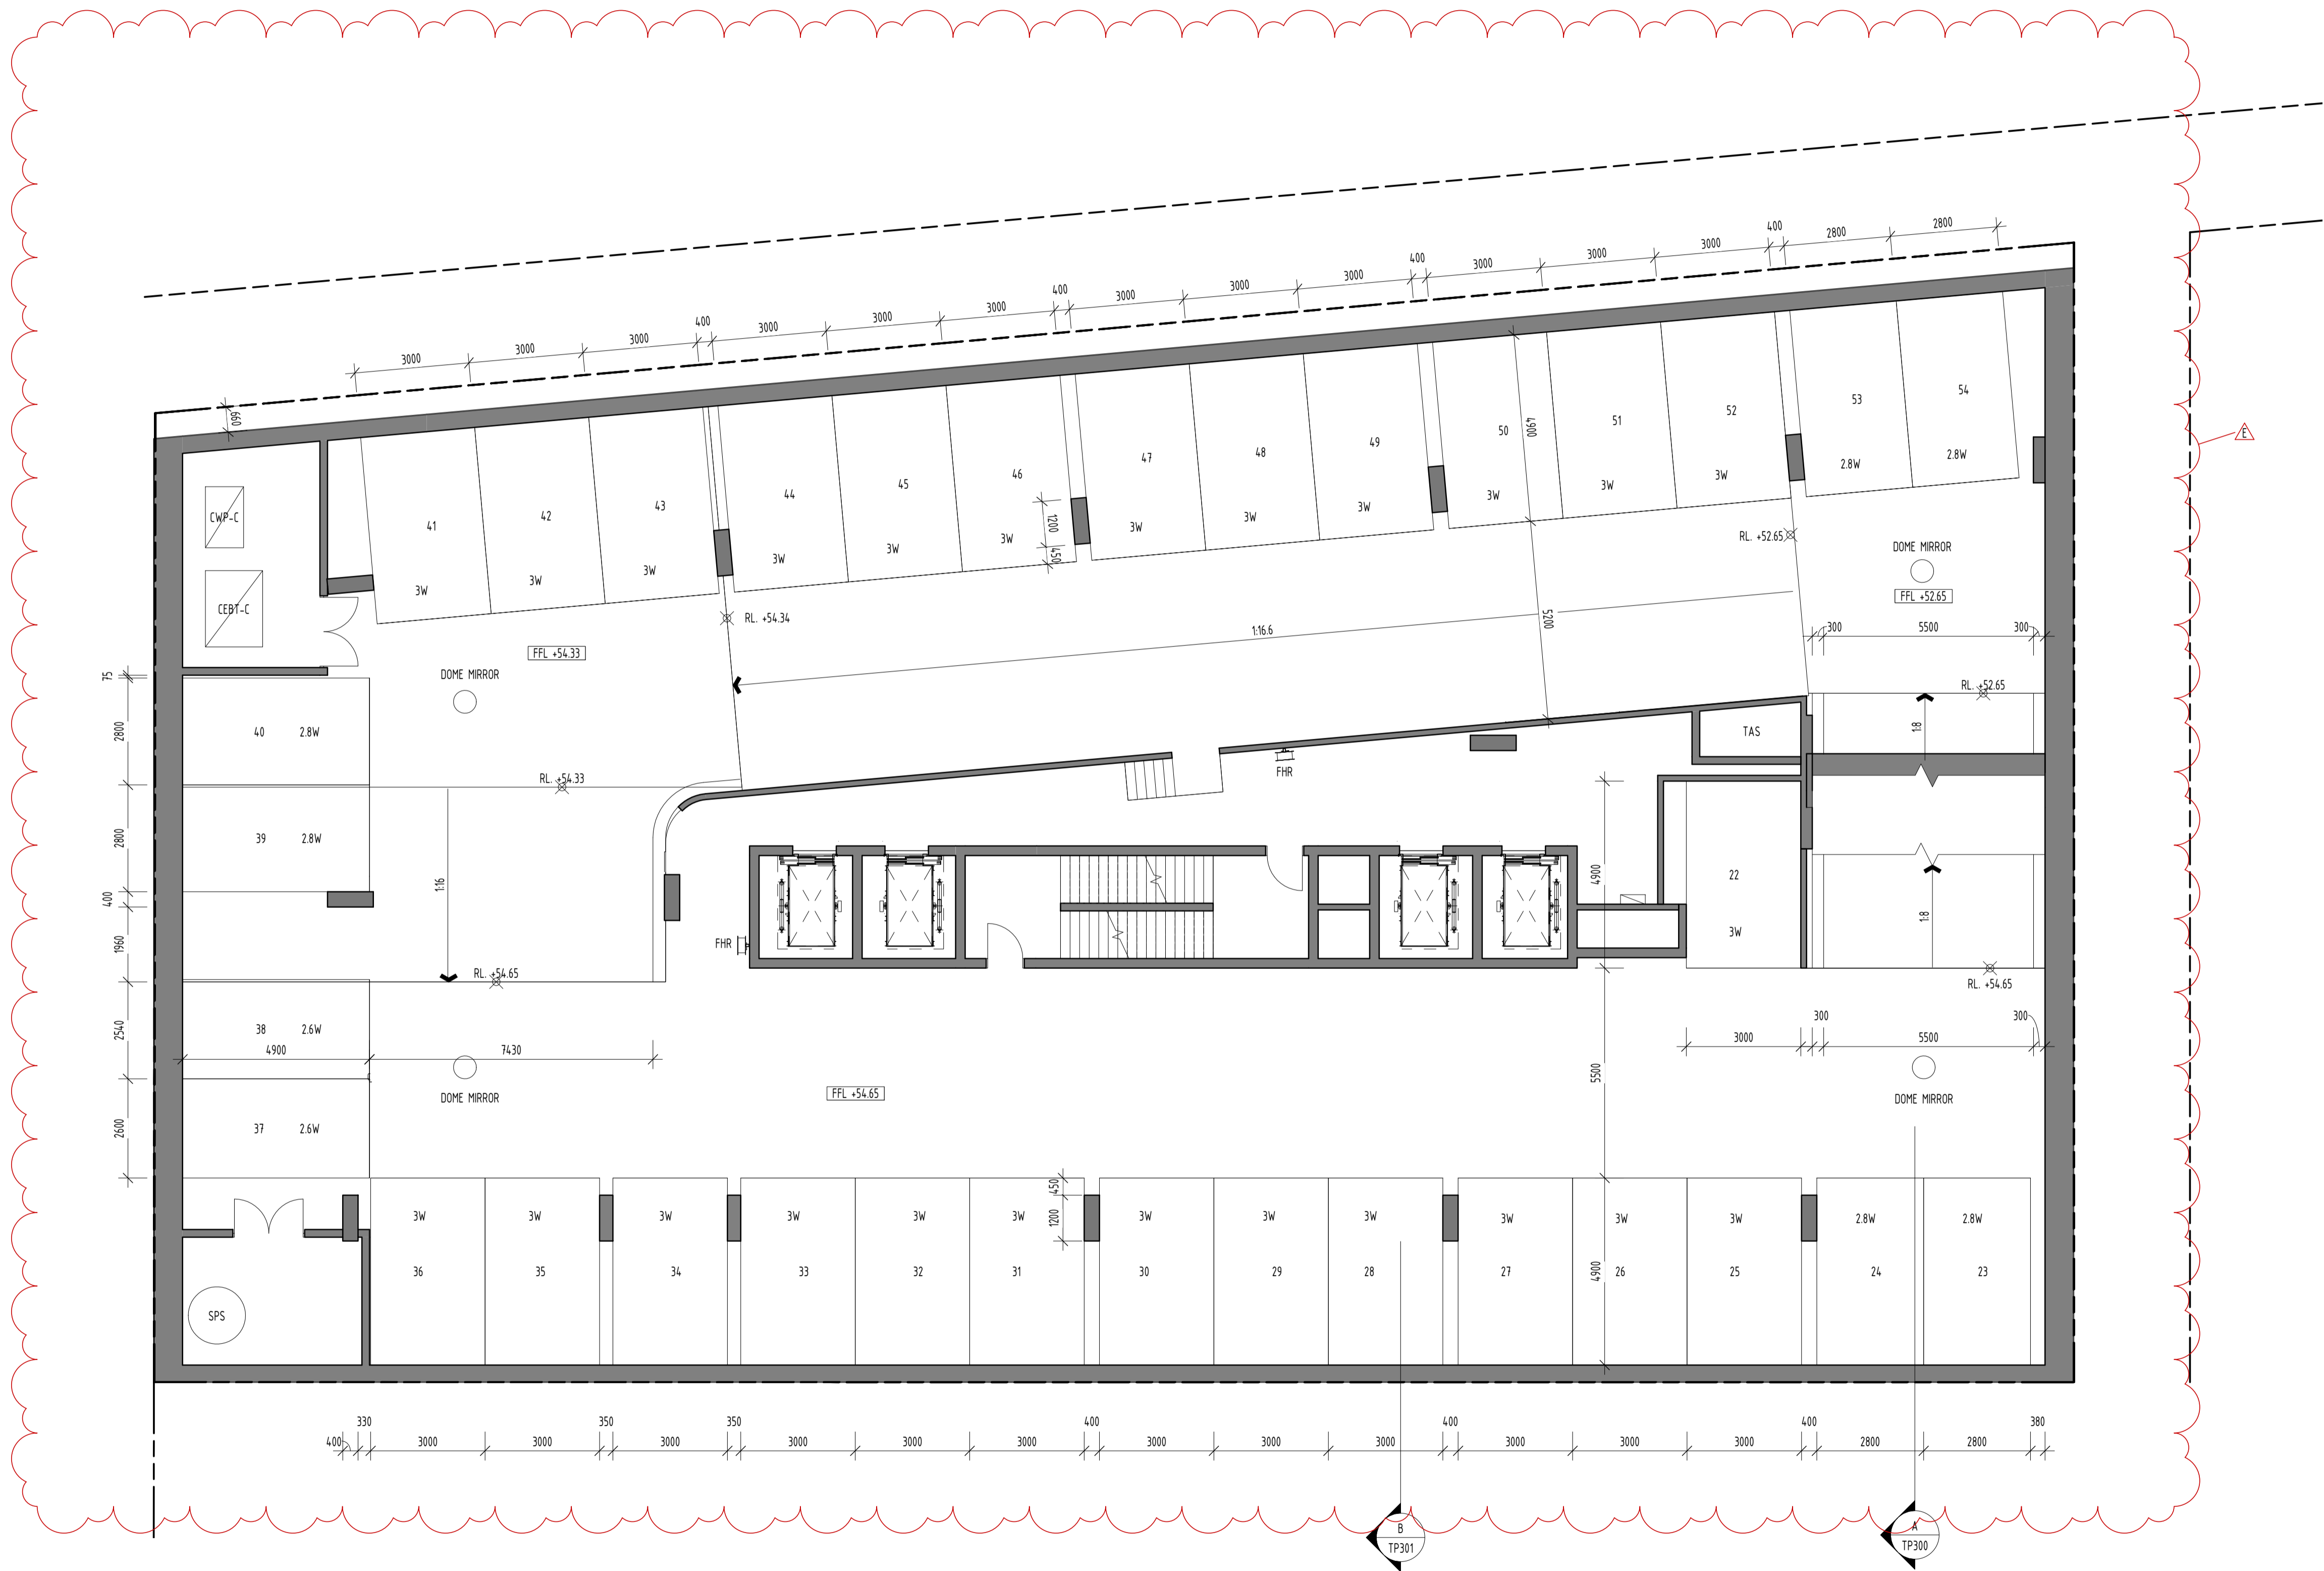 2800
2800
400
3000
3000
3000
400
3000
3000
3000
400
3000
3000
3000
400
3000
3000
3000
660
54
53
2.8W
2.8W
52
3W
51
3W
50
3W
4900
49
3W
48
3W
47
3W
46
3W
1200
450
45
3W
44
3W
43
3W
42
3W
41
3W
E
CWP-C
CEBT-C
RL. +52.65
DOME MIRROR
FFL +52.65
300
5500
300
RL. +54.34
1:16.6
5200
FFL +54.33
DOME MIRROR
RL. +52.65
1:8
TAS
FHR
75
2800
2800
400
1960
2540
2600
40 2.8W
RL. +54.33
39 2.8W
1:16
FHR
4900
22
3W
1:8
RL. +54.65
RL. +54.65
38 2.6W
4900
7430
DOME MIRROR
37 2.6W
FFL +54.65
5500
3000
300
5500
300
DOME MIRROR
450
1200
3W
3W
3W
3W
3W
3W
3W
3W
3W
3W
3W
3W
2.8W
2.8W
36
35
34
33
32
31
30
29
28
27
26
25
24
23
4900
SPS
330
350
350
400
400
400
380
400
3000
3000
3000
3000
3000
3000
3000
3000
3000
3000
3000
3000
2800
2800
B
TP301
A
TP300